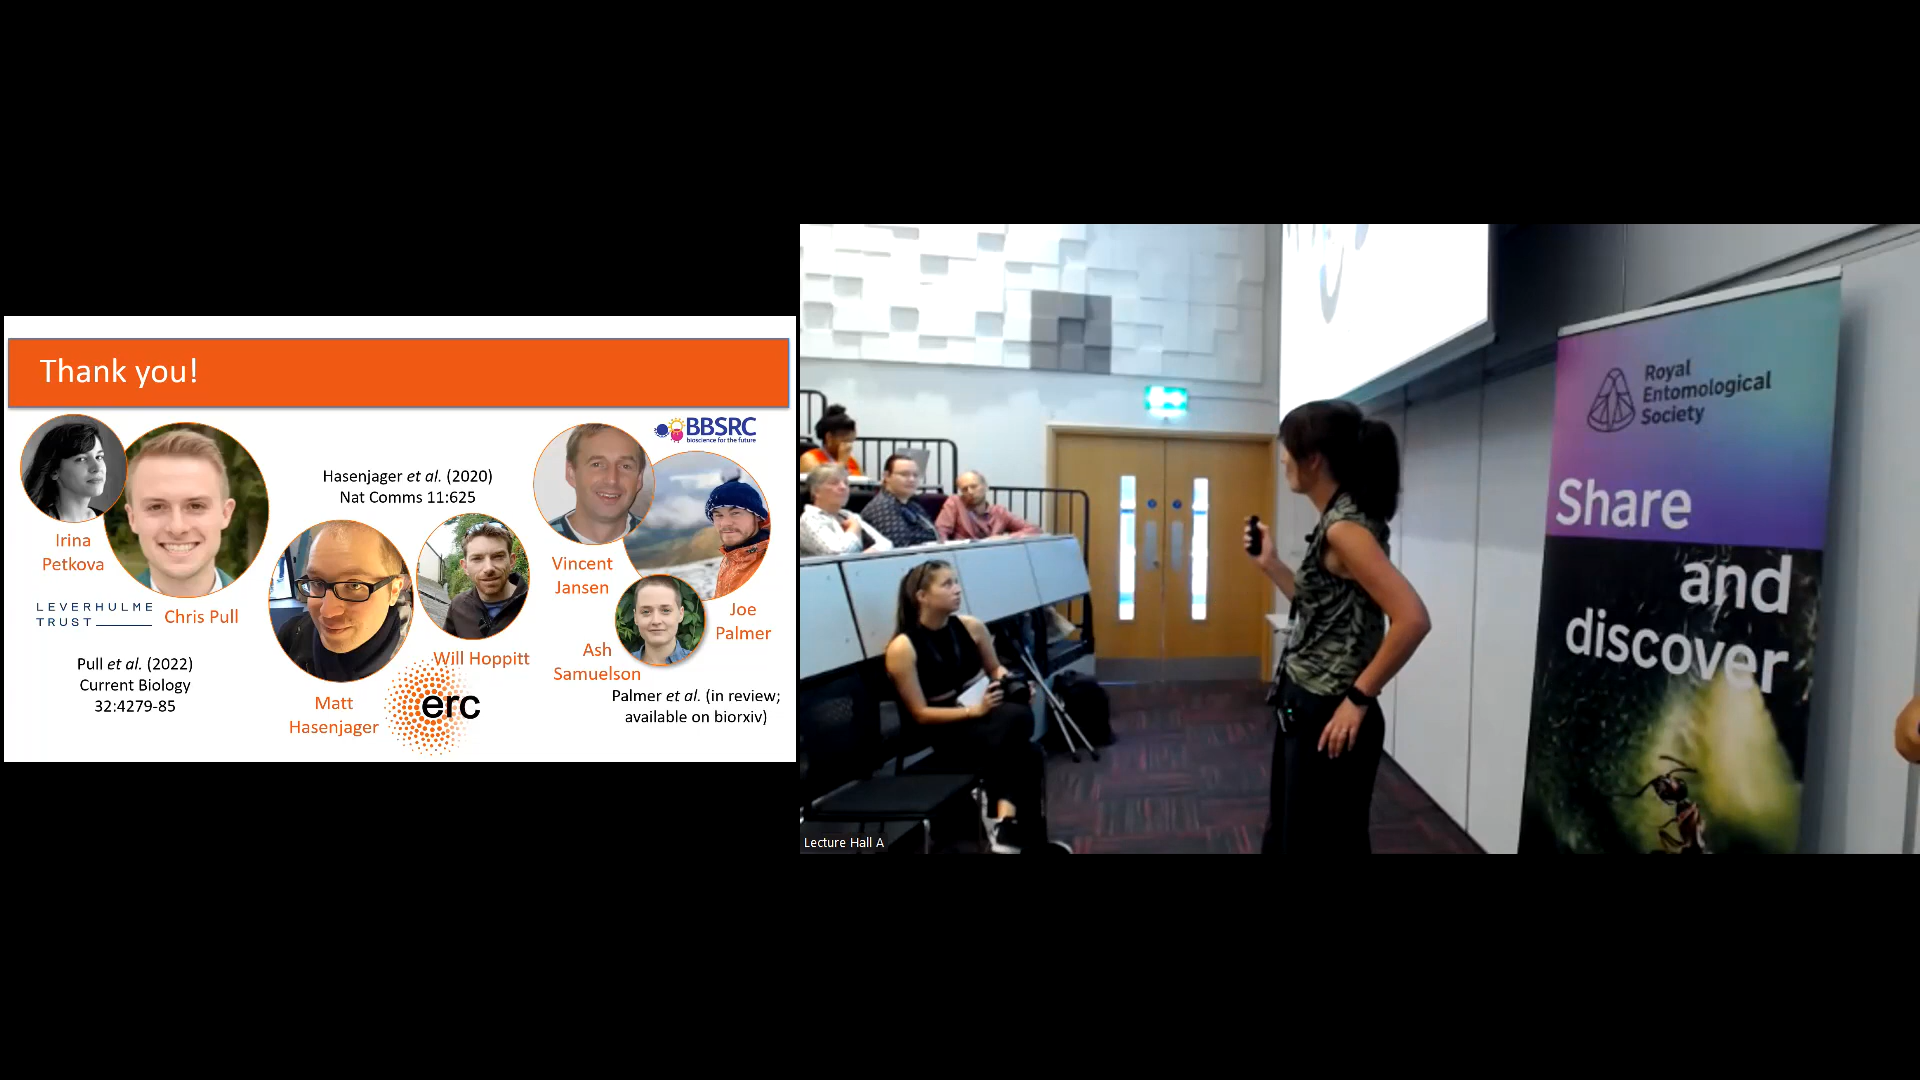 Thank you!
BBSRC
bioscience for the future
Hasenjager et al. (2020)
Nat Comms 11:625
Irina
Petkova
Chris Pull
LEVERHULME
TRUST
Pull et al. (2022)
Current Biology
32:4279-85
Matt
Hasenjager
Will Hoppitt
erc
Vincent
Jansen
Ash
Samuelson
Joe
Palmer
Palmer et al. (in review;
available on biorxiv)
Royal
Entomological
Society
Share
and
discover
Lecture Hall A